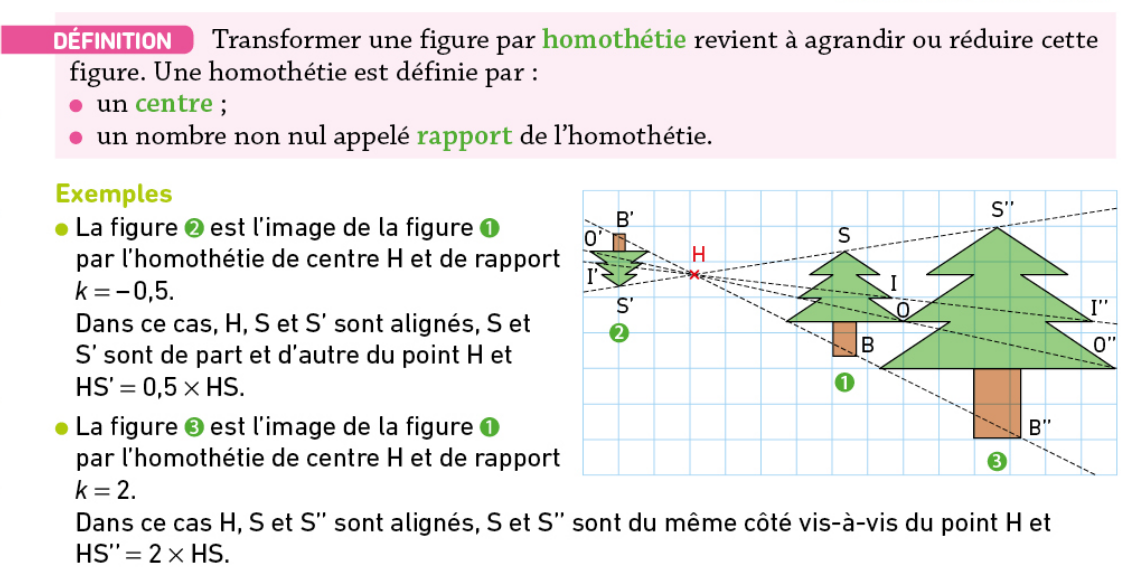 DÉFINITION Transformer une figure par homothétie revient à agrandir ou réduire cette
figure. Une homothétie est définie par :
● un centre ;
● un nombre non nul appelé rapport de l’homothétie.
Exemples
● La figure ❷ est l’image de la figure ❶
par l’homothétie de centre H et de rapport
k = −0,5.
Dans ce cas, H, S et S’ sont alignés, S et
S’ sont de part et d’autre du point H et
HS’ = 0,5 × HS.
● La figure ❸ est l’image de la figure ❶
par l’homothétie de centre H et de rapport
k = 2.
Dans ce cas H, S et S’’ sont alignés, S et S’’ sont du même côté vis-à-vis du point H et
HS’’ = 2 × HS.
B’
O’
I’
S’
❷
H
S
I
O
B
❶
S’’
I’’
O’’
B’’
❸